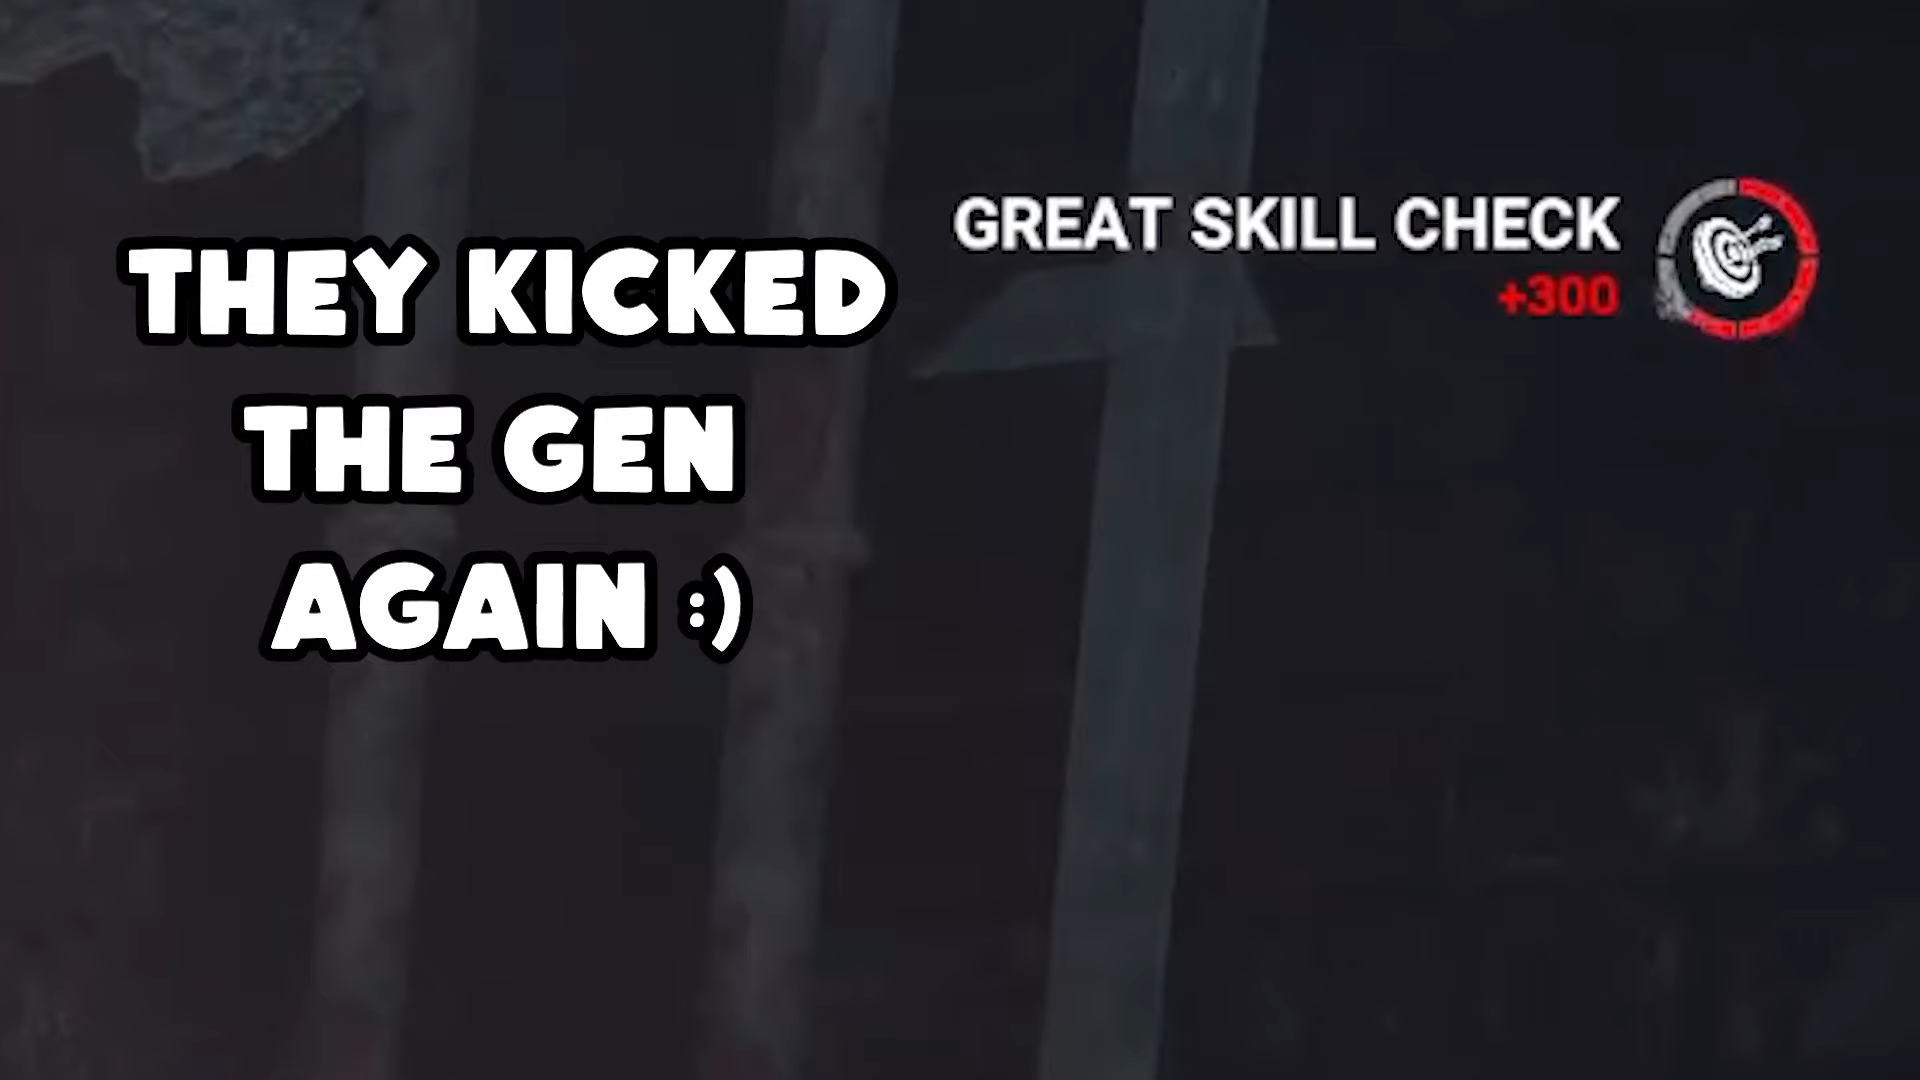 THEY KICKED
THE GEN
AGAIN :)
GREAT SKILL CHECK
+300